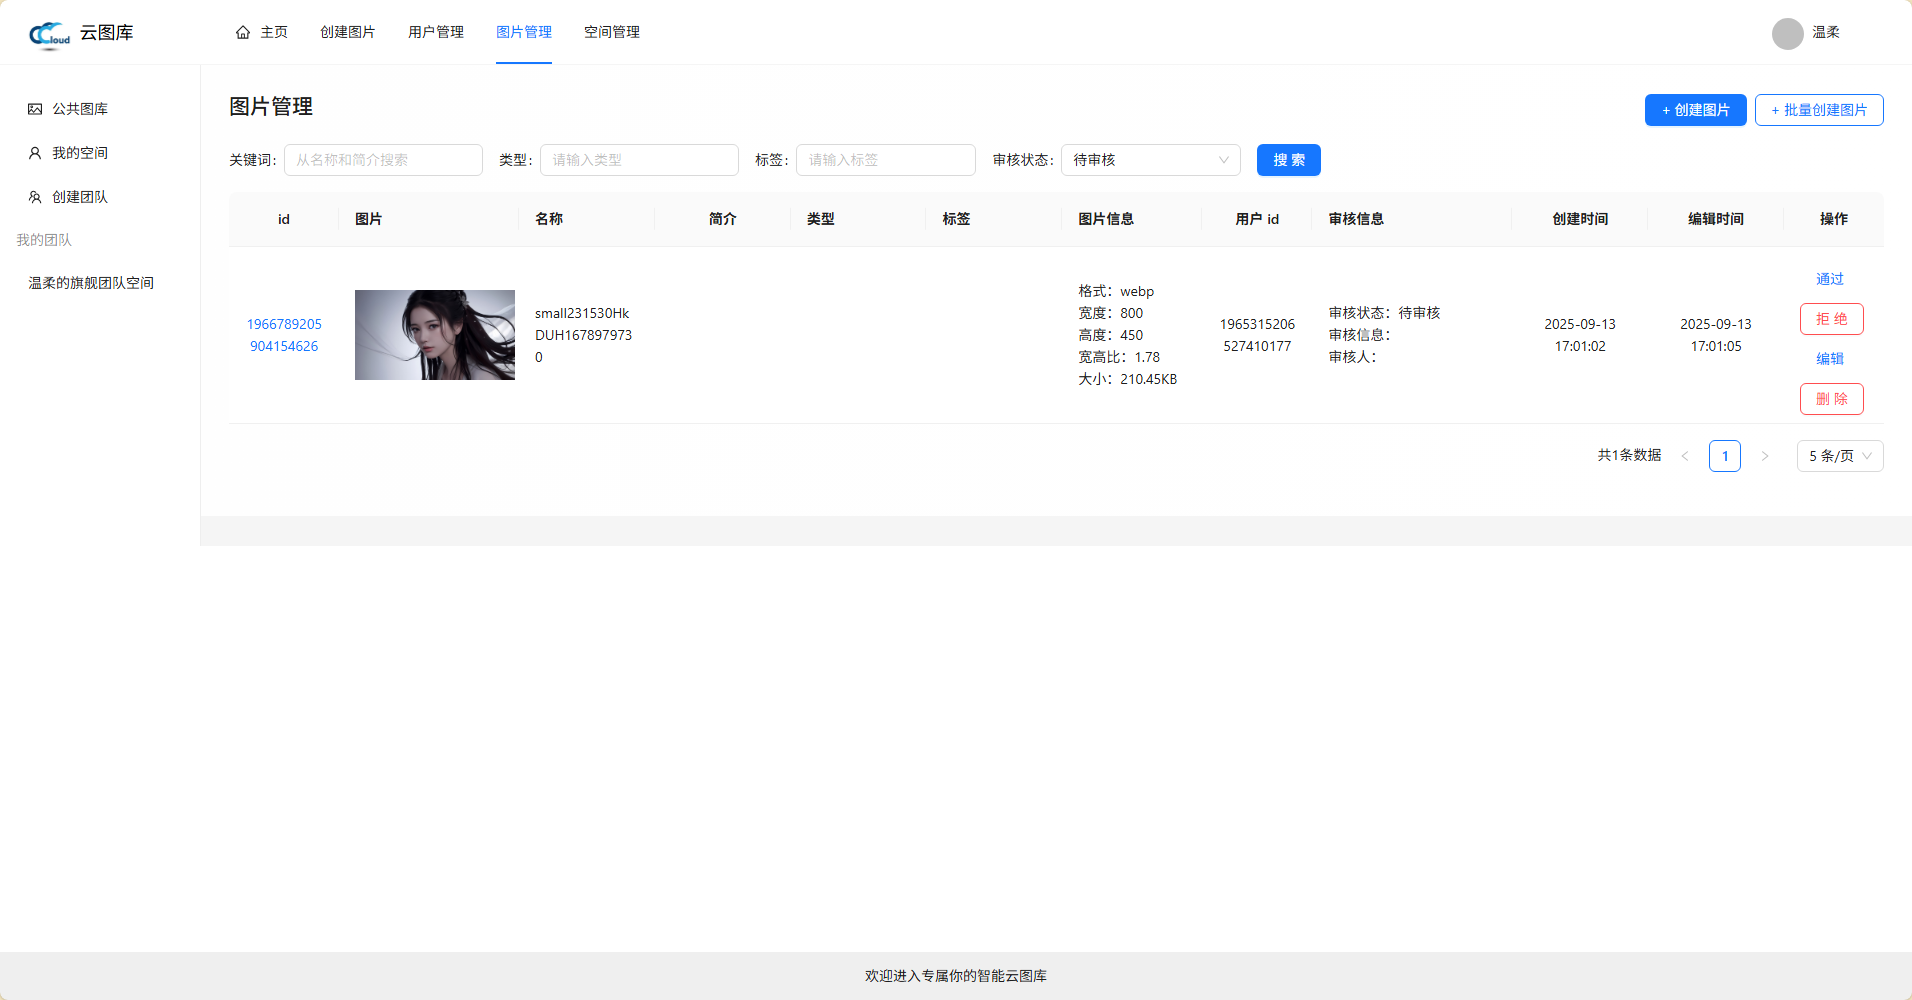 Cloud 云图库
主页 创建图片 用户管理 图片管理 空间管理
温柔
公共图库
我的空间
创建团队
我的团队
温柔的旗舰团队空间
图片管理
+ 创建图片 + 批量创建图片
关键词: 从名称和简介搜索 类型: 请输入类型 标签: 请输入标签 审核状态: 待审核 搜 索
id 图片 名称 简介 类型 标签 图片信息 用户 id 审核信息 创建时间 编辑时间 操作
1966789205
904154626
small231530Hk
DUH167897973
0
格式：webp
宽度：800
高度：450
宽高比：1.78
大小：210.45KB
1965315206
527410177
审核状态：待审核
审核信息：
审核人：
2025-09-13
17:01:02
2025-09-13
17:01:05
通过
拒 绝
编辑
删 除
共1条数据 < 1 > 5 条/页
欢迎进入专属你的智能云图库